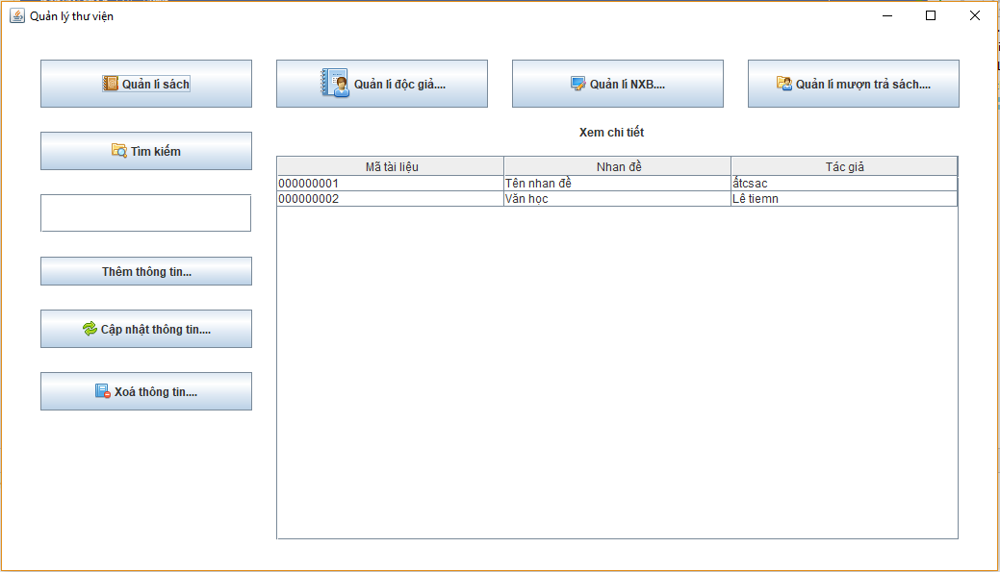 Quản lý thư viện
Quản lí sách
Quản lí độc giả....
Quản lí NXB....
Quản lí mượn trả sách....
Tìm kiếm
Xem chi tiết
Mã tài liệu Nhan đề Tác giả
000000001 Tên nhan đề ấtcsac
000000002 Văn học Lê tiemn
Thêm thông tin...
Cập nhật thông tin....
Xoá thông tin....